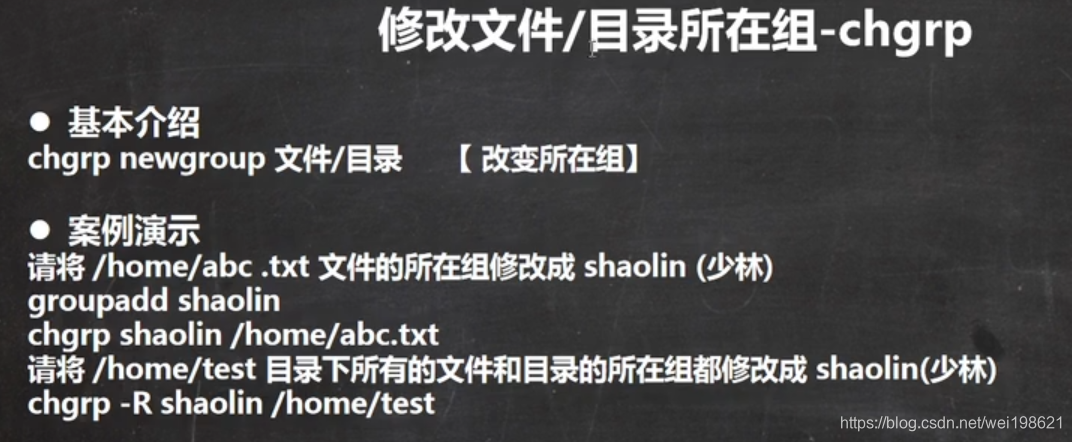 修改文件/目录所在组-chgrp
● 基本介绍
chgrp newgroup 文件/目录 【 改变所在组】
● 案例演示
请将 /home/abc .txt 文件的所在组修改成 shaolin (少林)
groupadd shaolin
chgrp shaolin /home/abc.txt
请将 /home/test 目录下所有的文件和目录的所在组都修改成 shaolin(少林)
chgrp -R shaolin /home/test
https://blog.csdn.net/wei198621